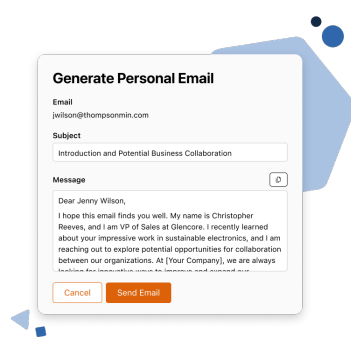 Generate Personal Email
Email
jwilson@thompsonmin.com
Subject
Introduction and Potential Business Collaboration
Message
Dear Jenny Wilson,
I hope this email finds you well. My name is Christopher
Reeves, and I am VP of Sales at Glencore. I recently learned
about your impressive work in sustainable electronics, and I am
reaching out to explore potential opportunities for collaboration
between our organizations. At [Your Company], we are always
looking for innovative ways to improve and expand our
Cancel
Send Email